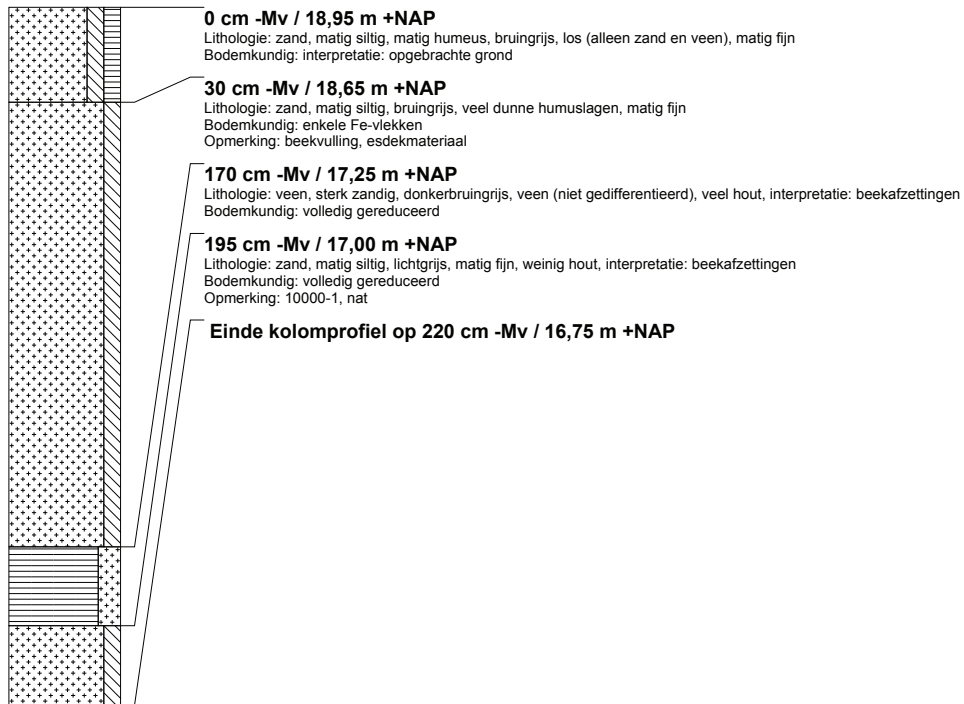 0 cm -Mv / 18,95 m +NAP
Lithologie: zand, matig siltig, matig humeus, bruingrijs, los (alleen zand en veen), matig fijn
Bodemkundig: interpretatie: opgebrachte grond
30 cm -Mv / 18,65 m +NAP
Lithologie: zand, matig siltig, bruingrijs, veel dunne humuslagen, matig fijn
Bodemkundig: enkele Fe-vlekken
Opmerking: beekvulling, esdekmateriaal
170 cm -Mv / 17,25 m +NAP
Lithologie: veen, sterk zandig, donkerbruingrijs, veen (niet gedifferentieerd), veel hout, interpretatie: beekafzettingen
Bodemkundig: volledig gereduceerd
195 cm -Mv / 17,00 m +NAP
Lithologie: zand, matig siltig, lichtgrijs, matig fijn, weinig hout, interpretatie: beekafzettingen
Bodemkundig: volledig gereduceerd
Opmerking: 10000-1, nat
Einde kolomprofiel op 220 cm -Mv / 16,75 m +NAP